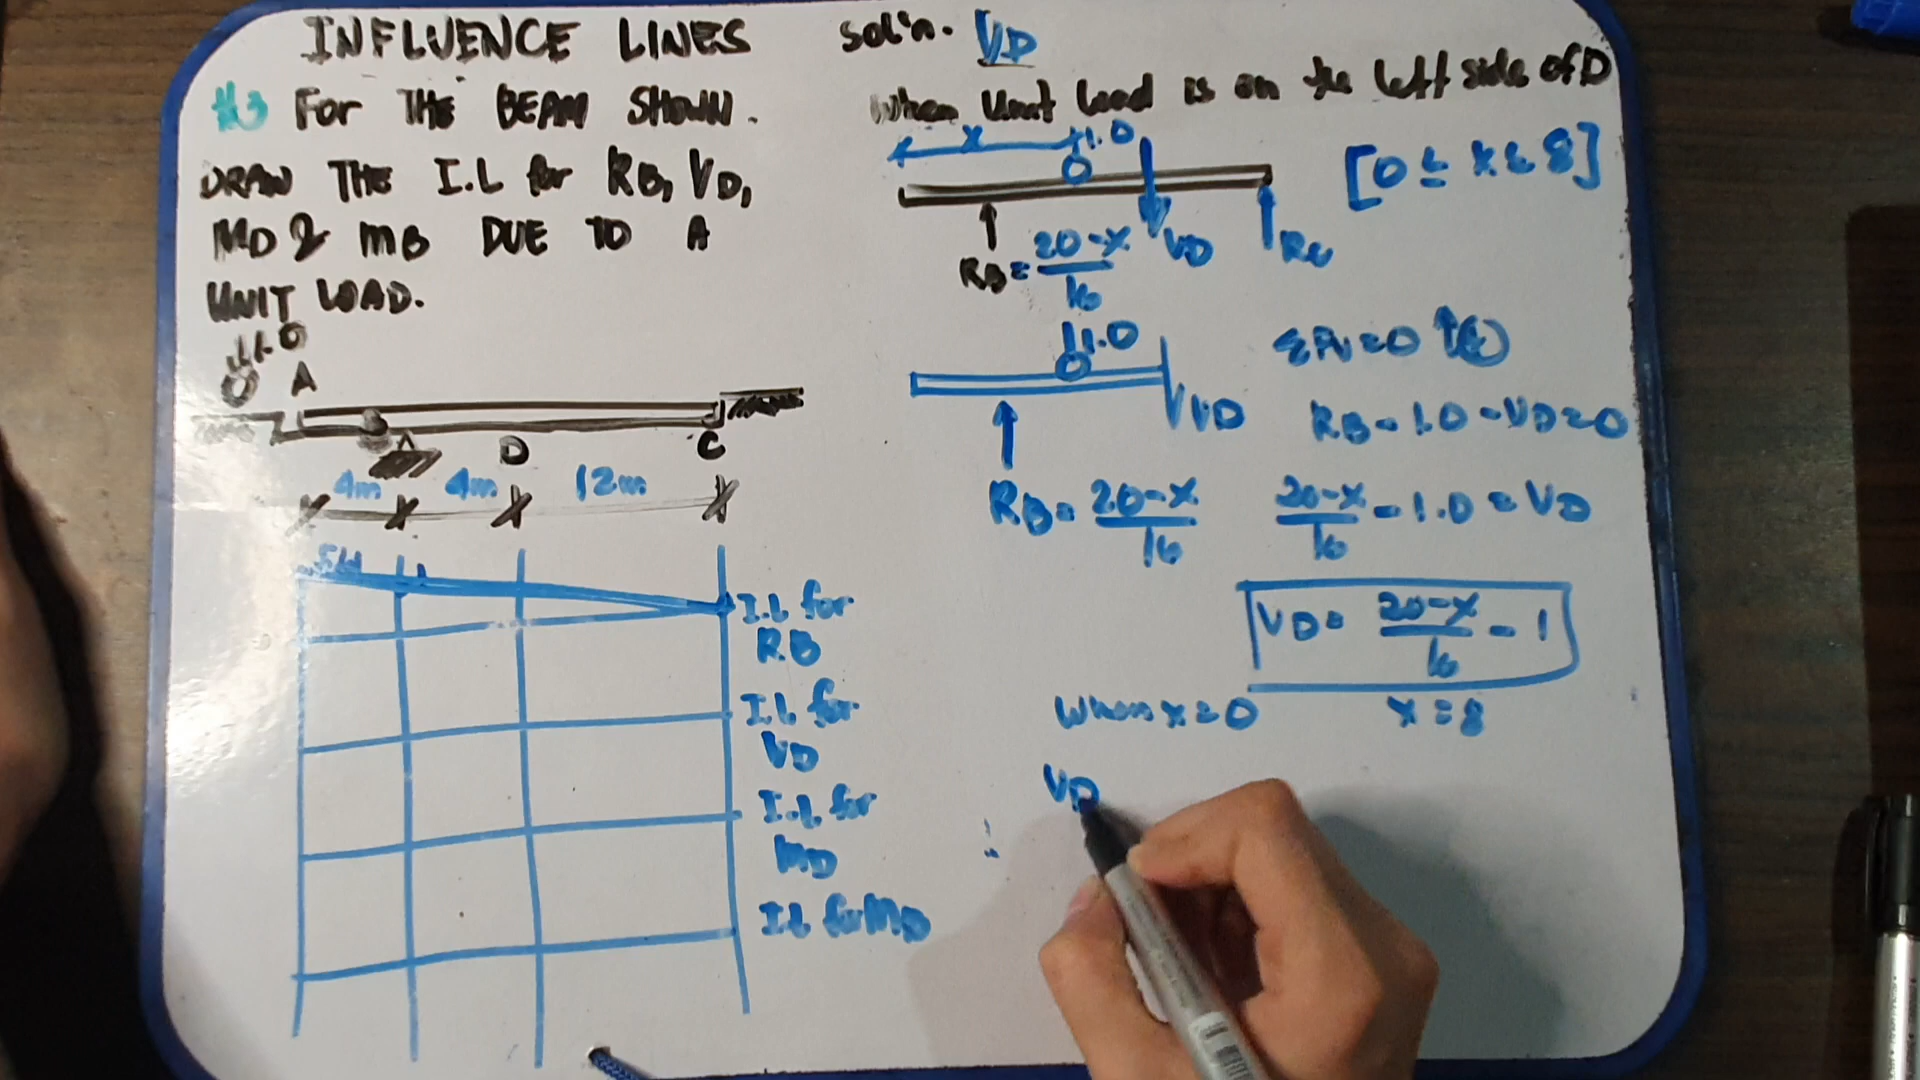 INFLUENCE LINES
#3 For THE BEAM SHOWN.
DRAW THE I.L for RB, VD,
MD & MB DUE TO A
UNIT LOAD.
1.0
A
D
C
4m 4m 12m
I.L for
RB
I.L for
VD
I.L for
MD
I.L for MB
sol'n. VD
When Unit load is on the left side of D
x 1.0
[0 ≤ x ≤ 8]
RB = 20-x / 16 VD Rc
1.0
ΣFv=0 ↑(+)
VD
RB - 1.0 - VD=0
RB = 20-x / 16
20-x / 16 - 1.0 = VD
VD = 20-x / 16 - 1
When x = 0 x = 8
VD